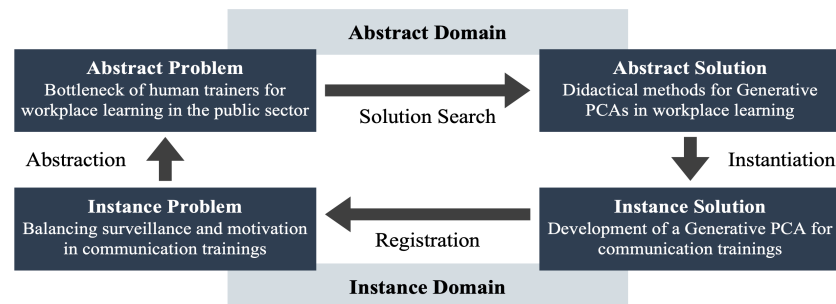 Abstract Domain
Abstract Problem
Bottleneck of human trainers for
workplace learning in the public sector
Solution Search
Abstract Solution
Didactical methods for Generative
PCAs in workplace learning
Abstraction
Instantiation
Instance Problem
Balancing surveillance and motivation
in communication trainings
Registration
Instance Solution
Development of a Generative PCA for
communication trainings
Instance Domain